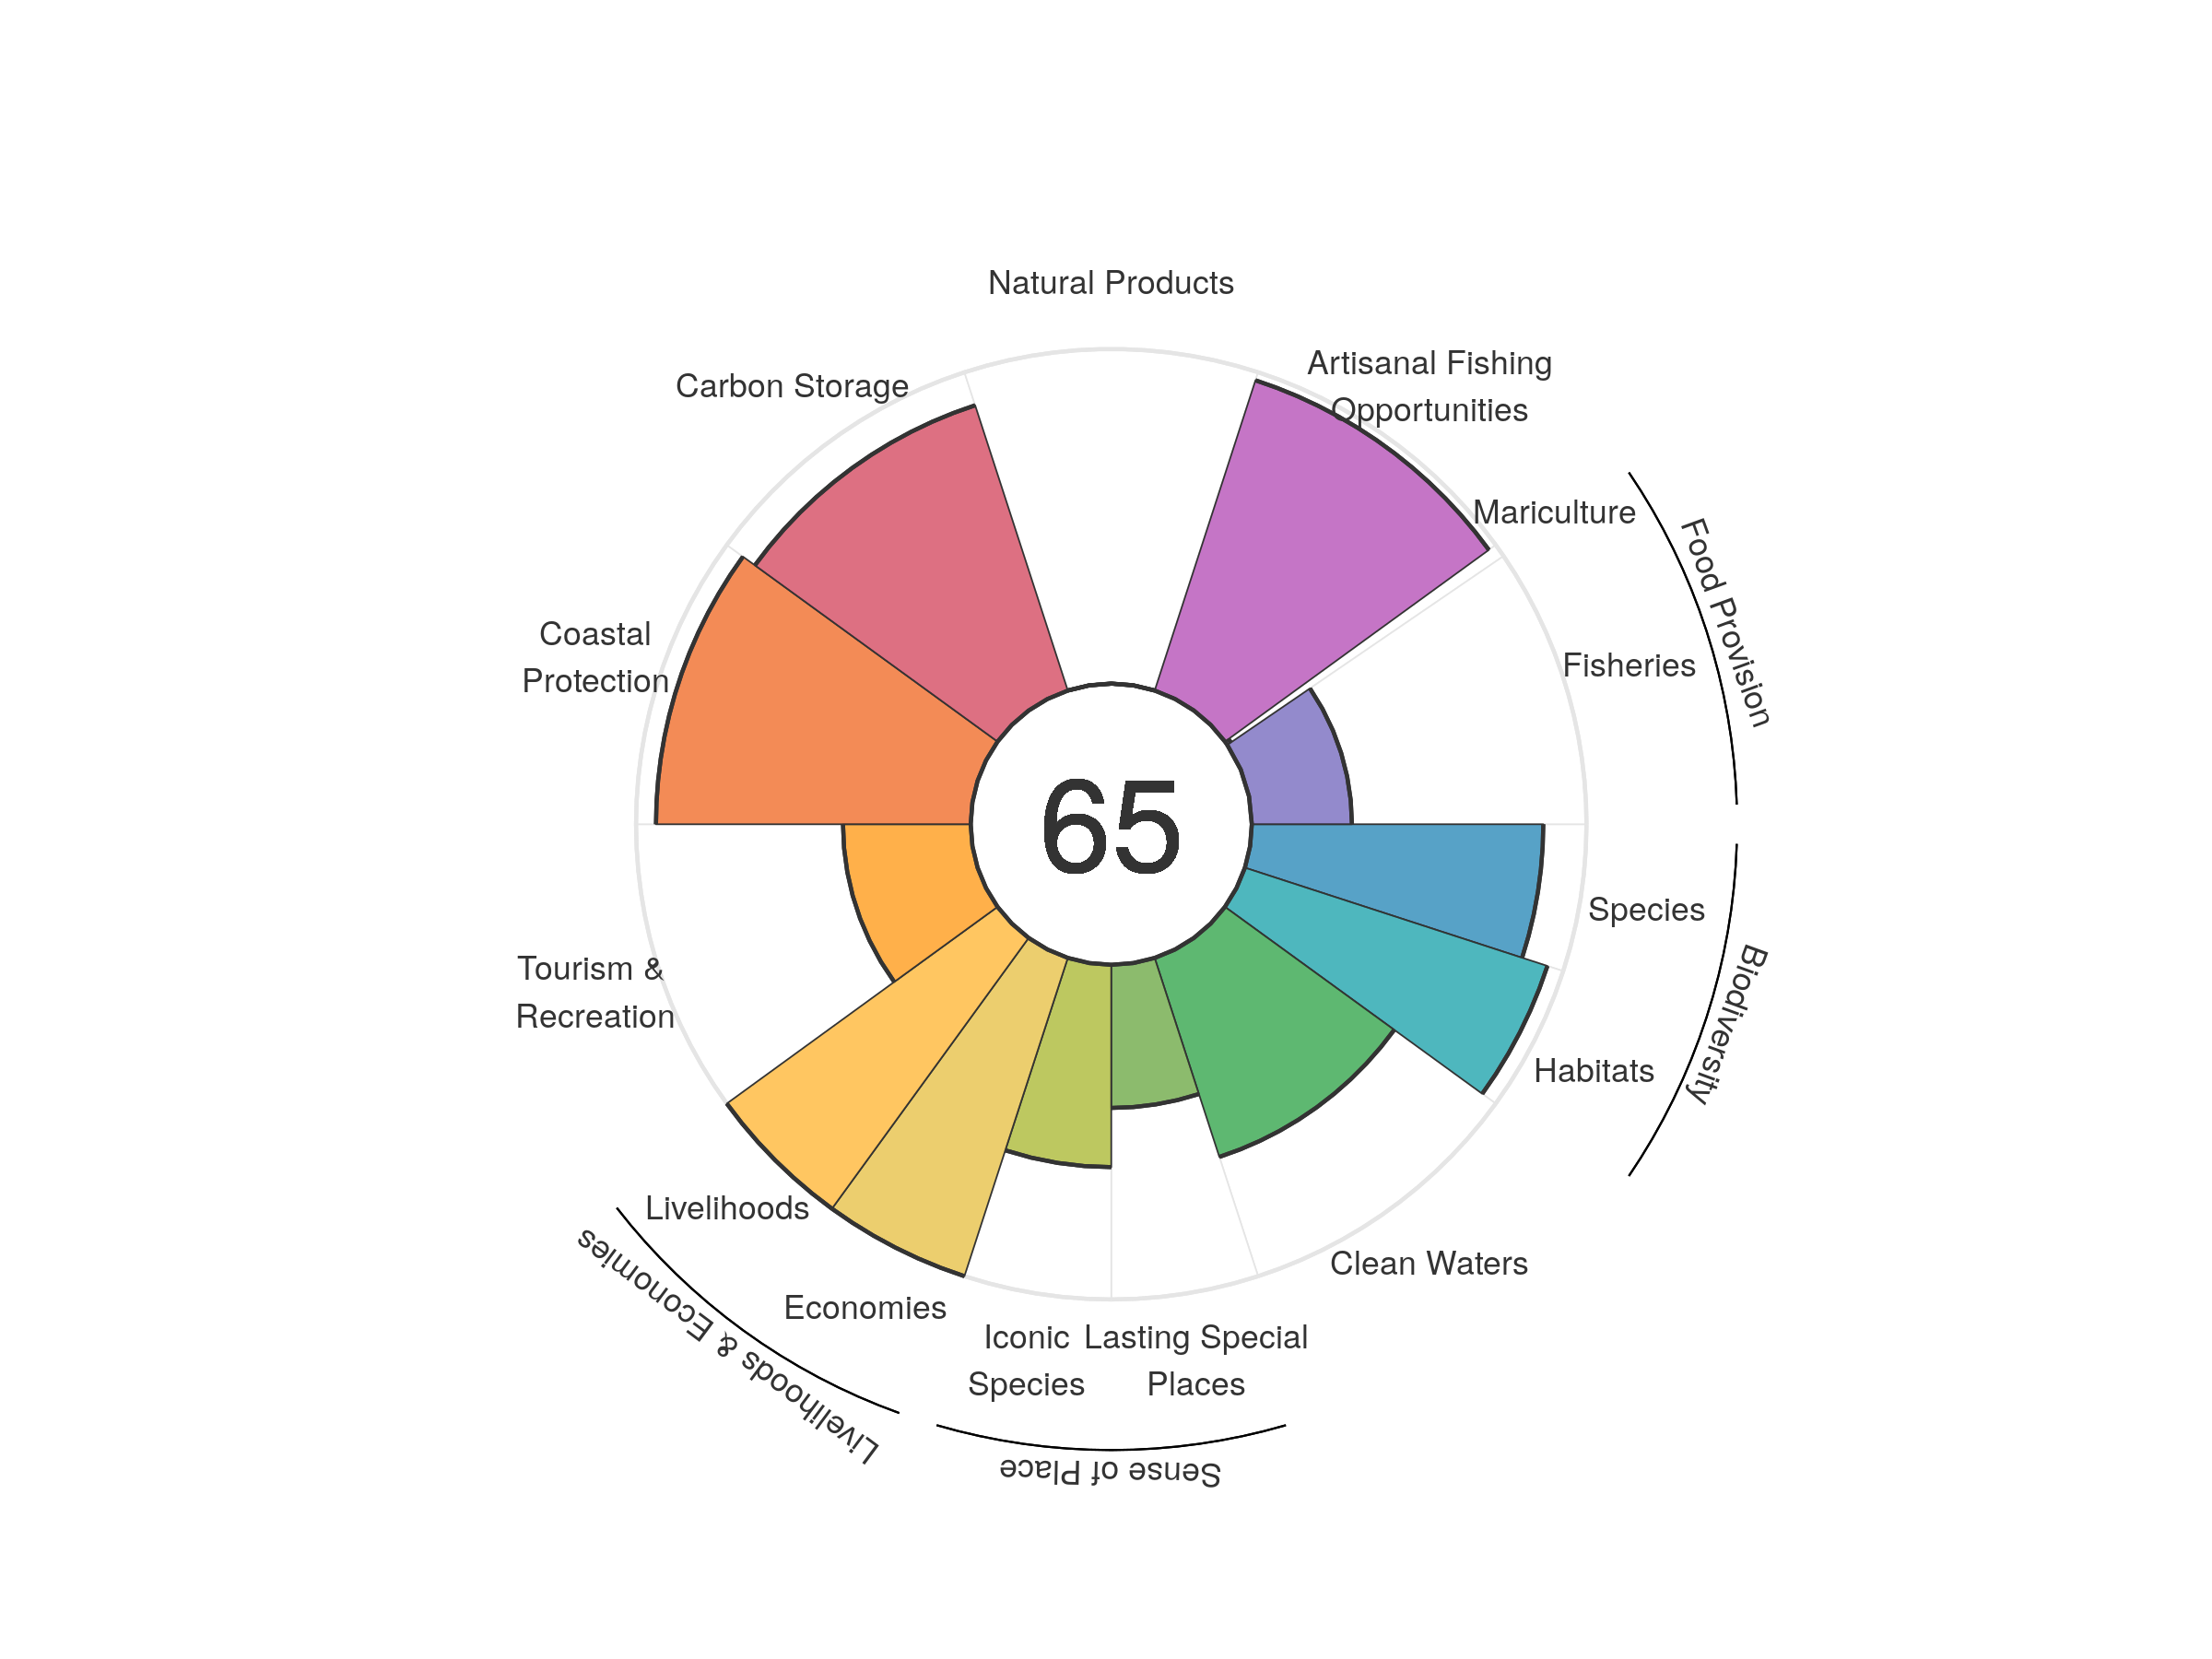 Natural Products
Artisanal Fishing
Opportunities
Carbon Storage
Mariculture
Food Provision
Coastal
Protection
Fisheries
65
Species
Biodiversity
Tourism &
Recreation
Habitats
Livelihoods
Clean Waters
Economies
Livelihoods & Economies
Iconic
Species
Lasting Special
Places
Sense of Place